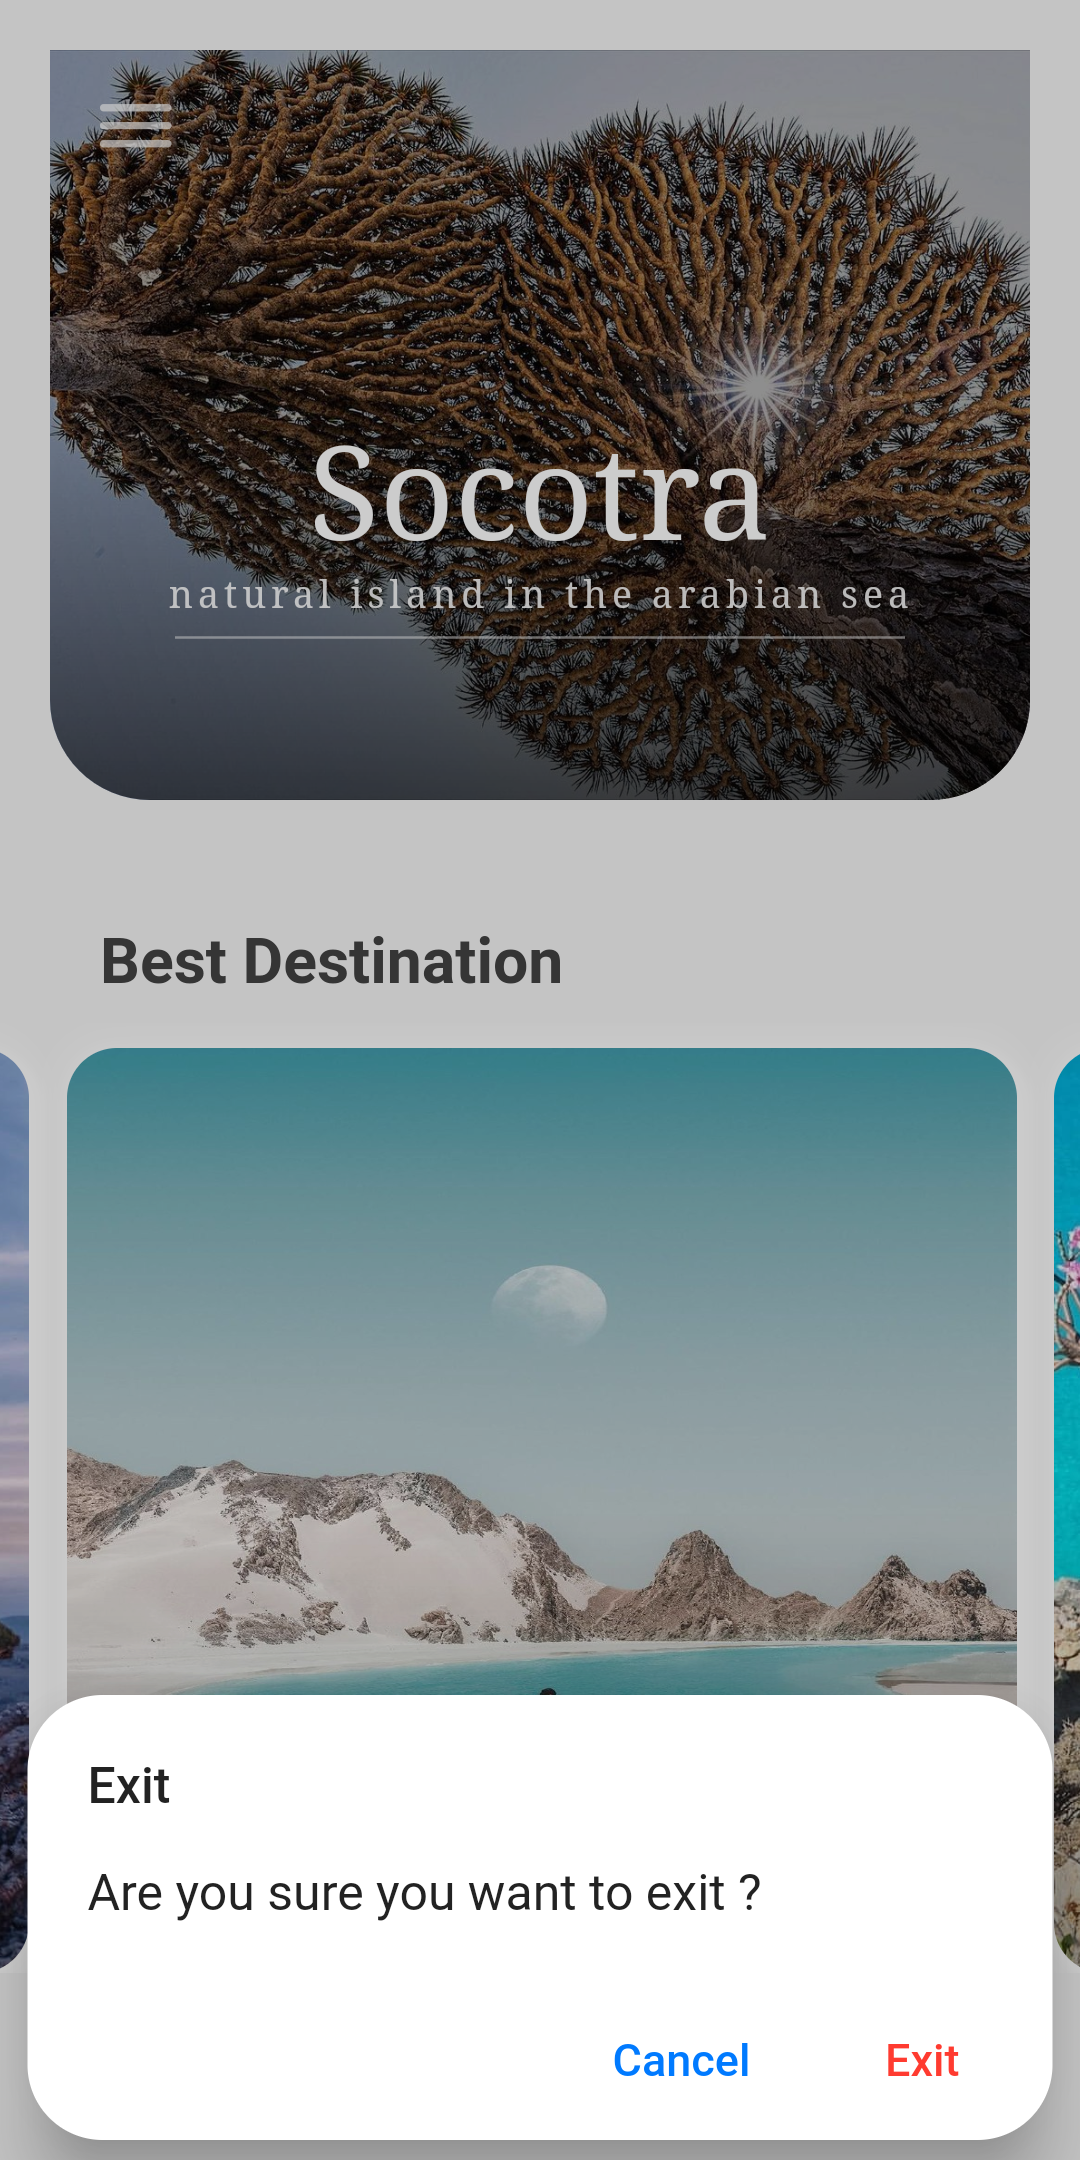 Socotra
natural island in the arabian sea
Best Destination
Exit
Are you sure you want to exit ?
Cancel Exit